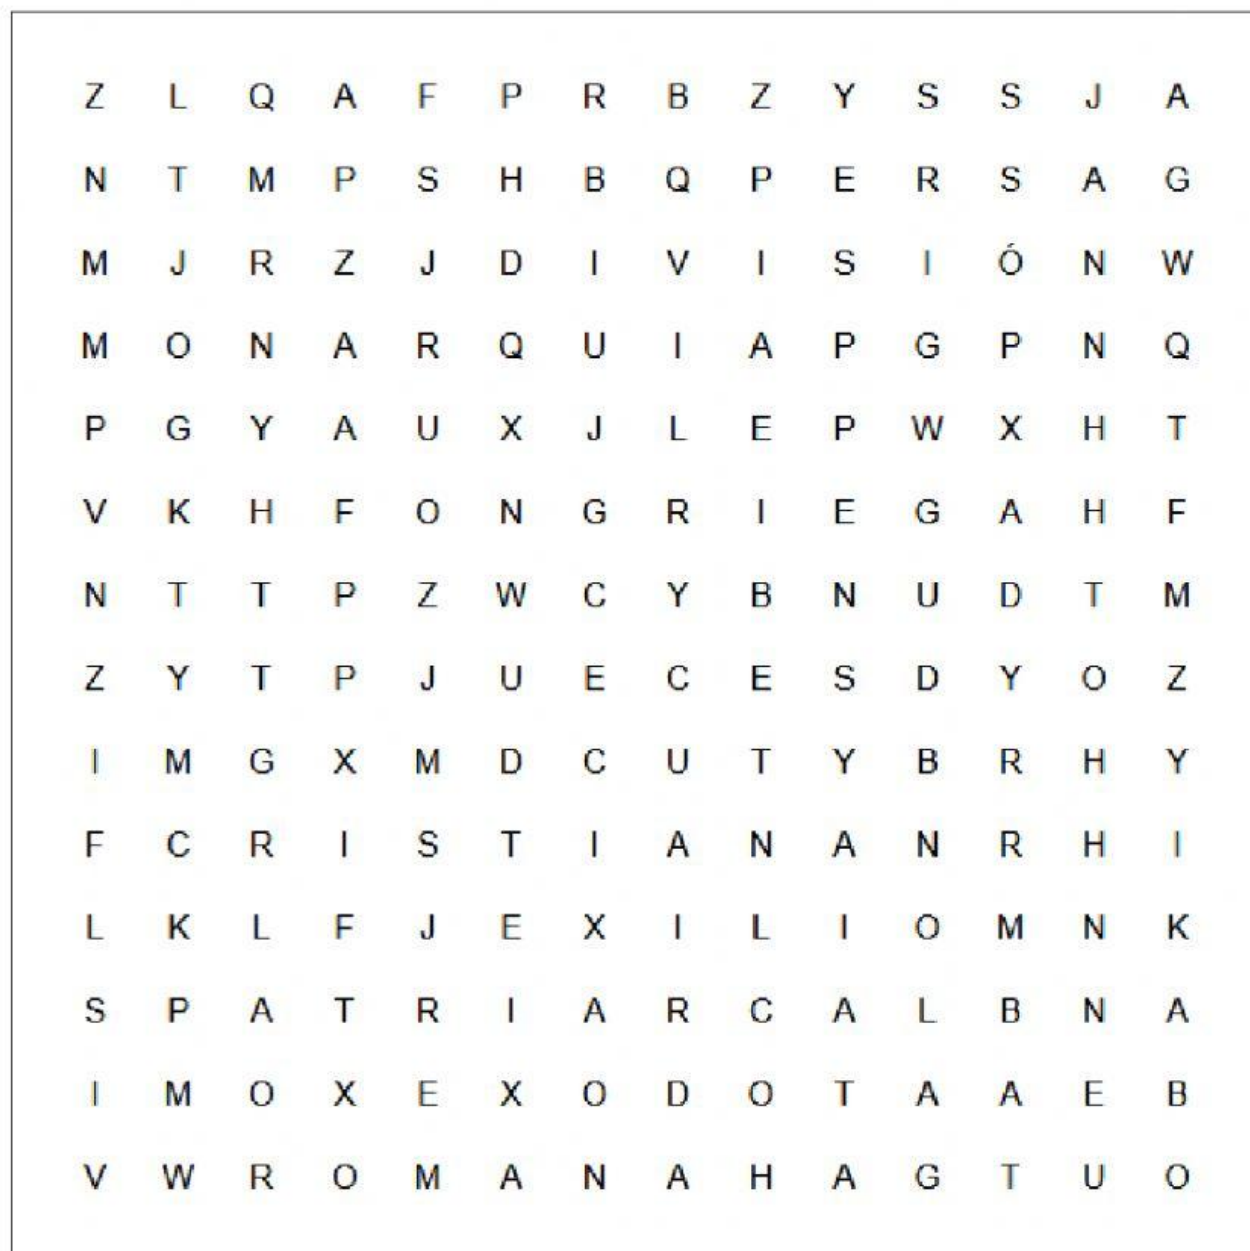 Z L Q A F P R B Z Y S S J A
N T M P S H B Q P E R S A G
M J R Z J D I V I S I Ó N W
M O N A R Q U I A P G P N Q
P G Y A U X J L E P W X H T
V K H F O N G R I E G A H F
N T T P Z W C Y B N U D T M
Z Y T P J U E C E S D Y O Z
I M G X M D C U T Y B R H Y
F C R I S T I A N A N R H I
L K L F J E X I L I O M N K
S P A T R I A R C A L B N A
I M O X E X O D O T A A E B
V W R O M A N A H A G T U O